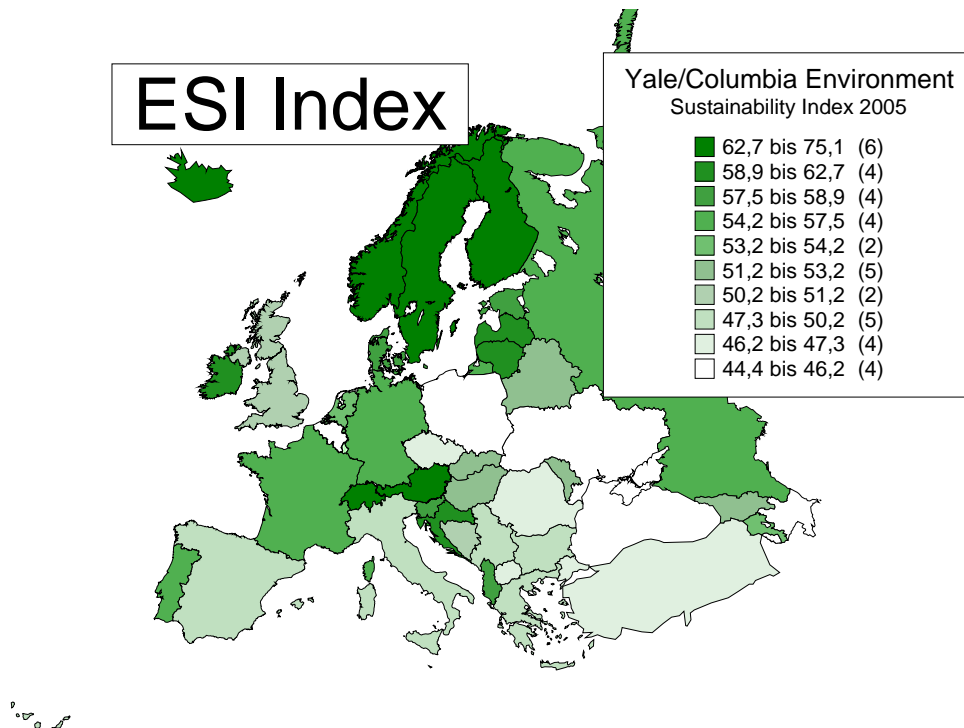 ESI Index
Yale/Columbia Environment
Sustainability Index 2005
62,7 bis 75,1 (6)
58,9 bis 62,7 (4)
57,5 bis 58,9 (4)
54,2 bis 57,5 (4)
53,2 bis 54,2 (2)
51,2 bis 53,2 (5)
50,2 bis 51,2 (2)
47,3 bis 50,2 (5)
46,2 bis 47,3 (4)
44,4 bis 46,2 (4)